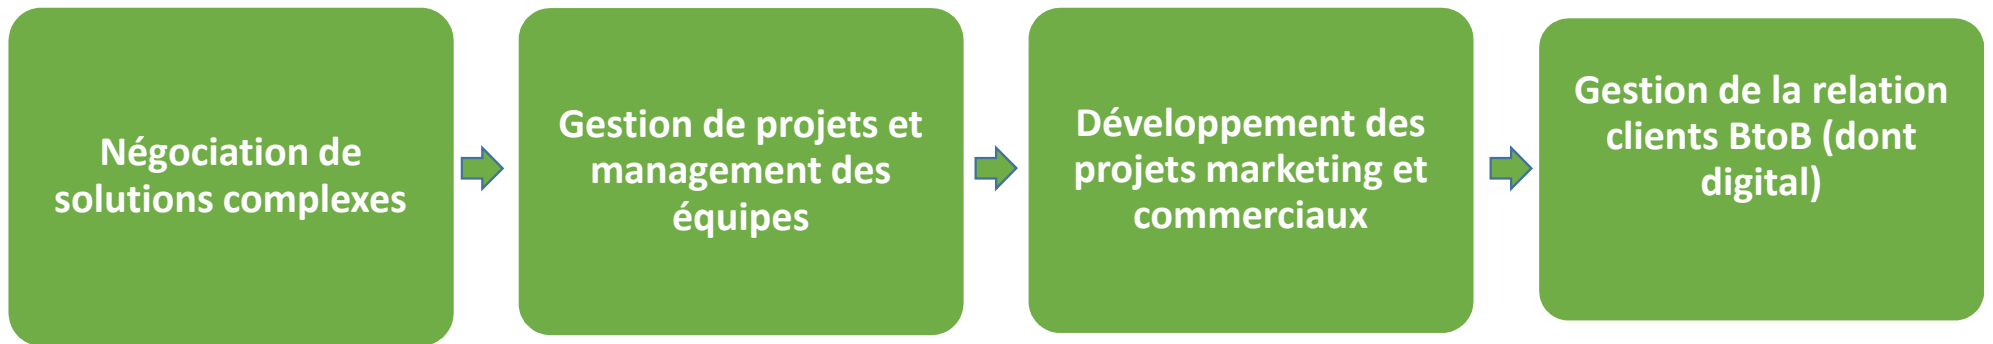 Négociation de
solutions complexes
Gestion de projets et
management des
équipes
Développement des
projets marketing et
commerciaux
Gestion de la relation
clients BtoB (dont
digital)